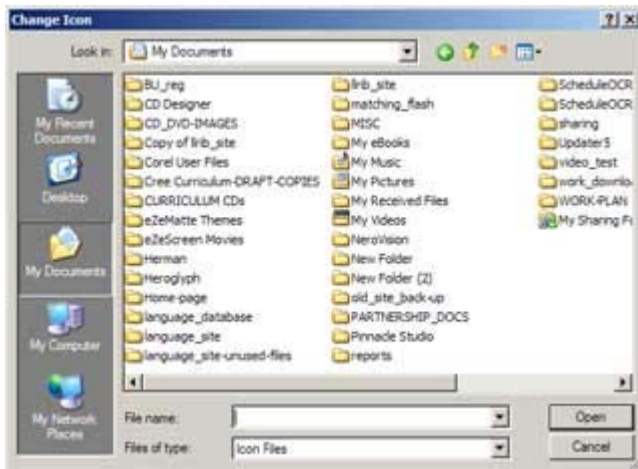 Change Icon
Look in: My Documents
My Recent Documents
Desktop
My Documents
My Computer
My Network Places
BU_reg
CD Designer
CD_DVD-IMAGES
Copy of lrib_site
Corel User Files
Cree Curriculum-DRAFT-COPIES
CURRICULUM CDs
eZeMatte Themes
eZeScreen Movies
Herman
Heroglyph
Home-page
language_database
language_site
language_site-unused-files
lrib_site
matching_flash
MISC
My eBooks
My Music
My Pictures
My Received Files
My Videos
NeroVision
New Folder
New Folder (2)
old_site_back-up
PARTNERSHIP_DOCS
Pinnacle Studio
reports
ScheduleOCR
ScheduleOCR
sharing
Updater5
video_test
work_downlo
WORK-PLAN
My Sharing Fo
File name:
Open
Files of type: Icon Files
Cancel